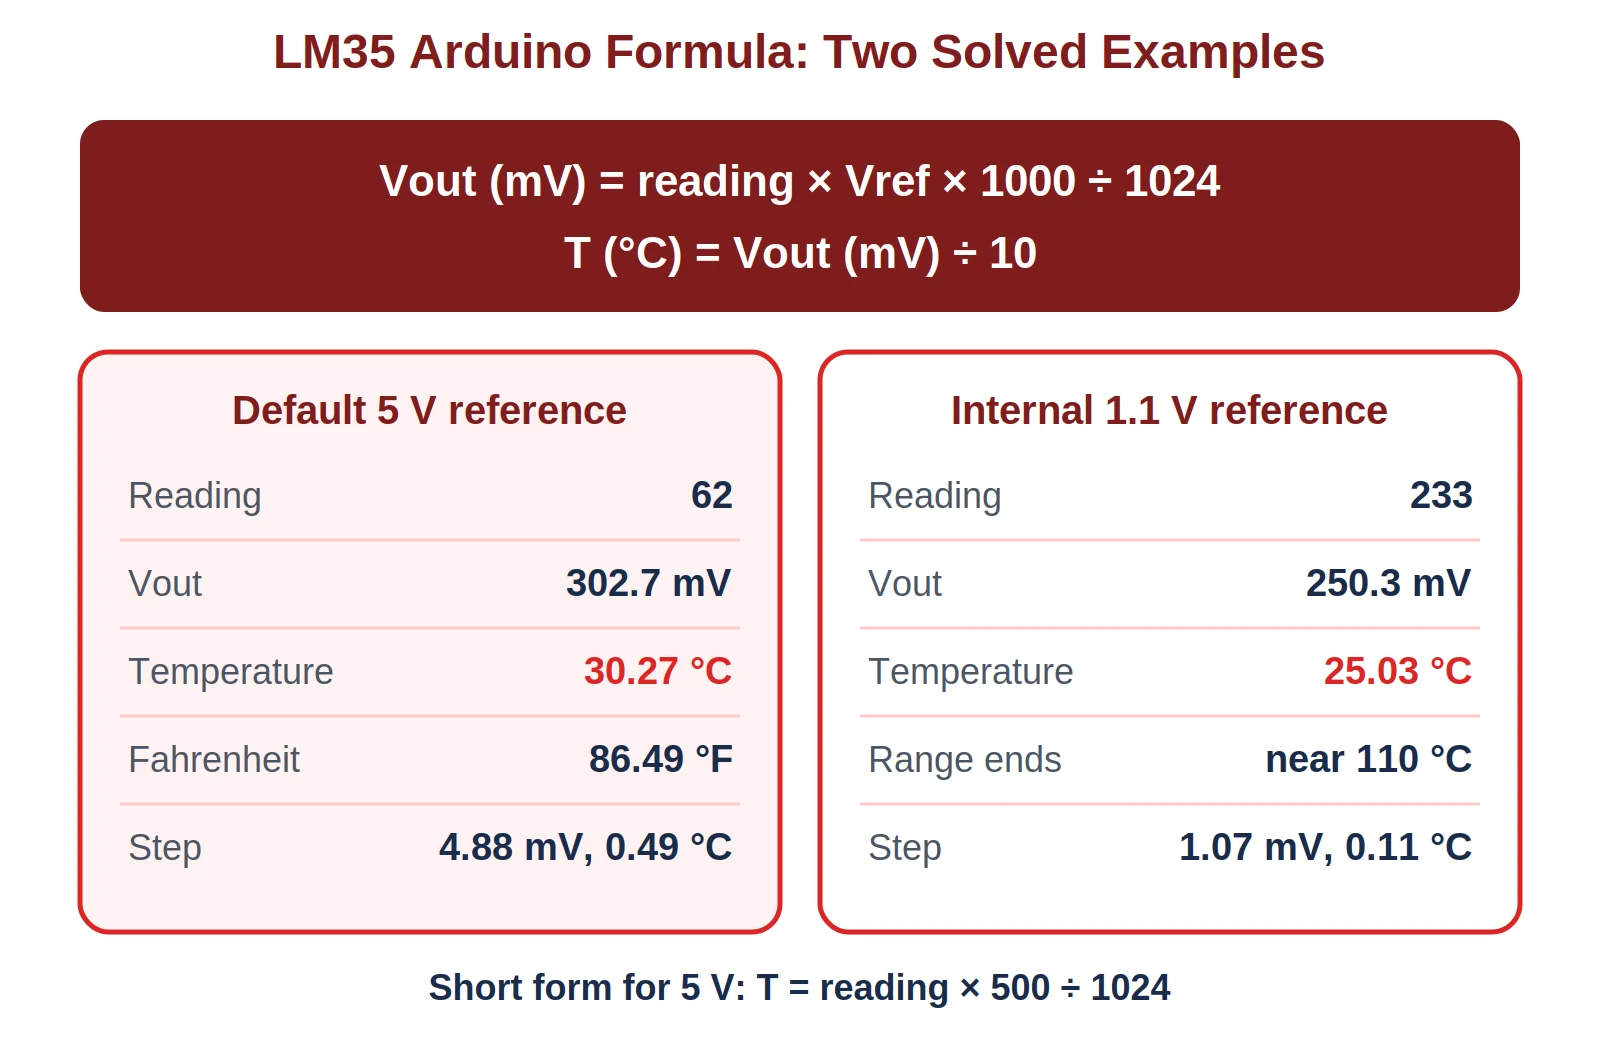 LM35 Arduino Formula: Two Solved Examples
Vout (mV) = reading × Vref × 1000 ÷ 1024
T (°C) = Vout (mV) ÷ 10
Default 5 V reference
Reading 62
Vout 302.7 mV
Temperature 30.27 °C
Fahrenheit 86.49 °F
Step 4.88 mV, 0.49 °C
Internal 1.1 V reference
Reading 233
Vout 250.3 mV
Temperature 25.03 °C
Range ends near 110 °C
Step 1.07 mV, 0.11 °C
Short form for 5 V: T = reading × 500 ÷ 1024